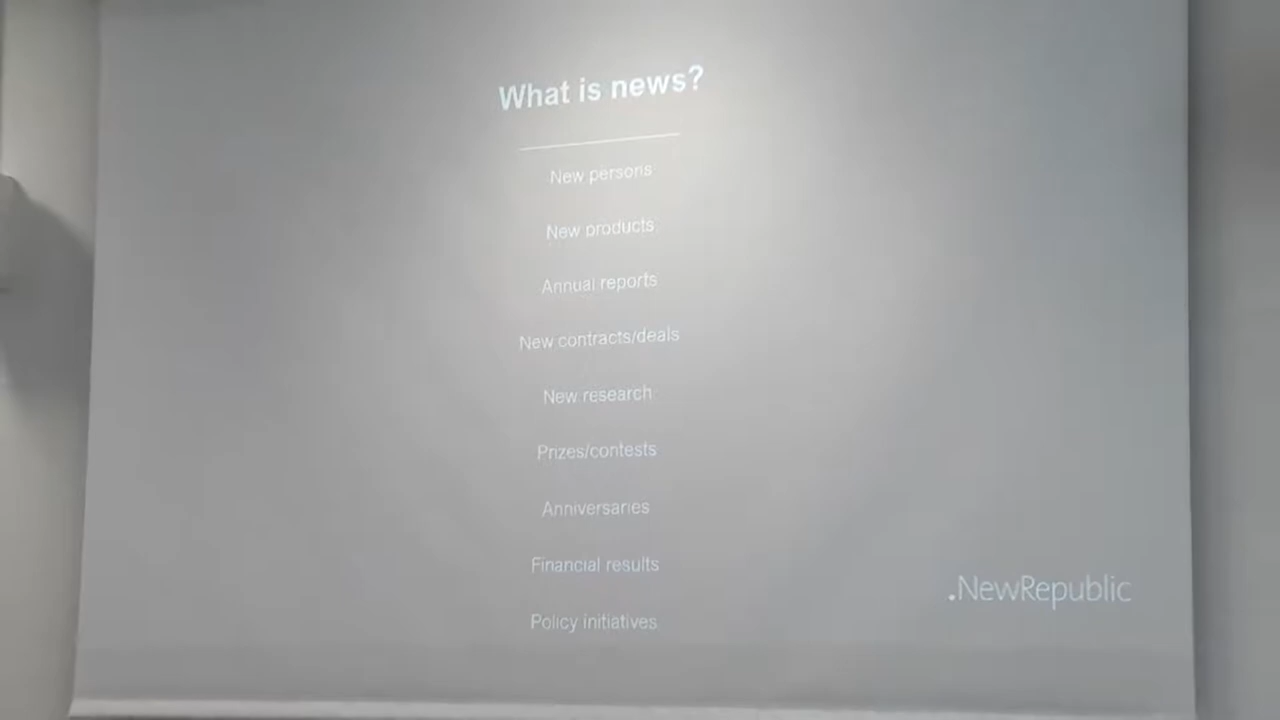 What is news?
New persons
New products
Annual reports
New contracts/deals
New research
Prizes/contests
Anniversaries
Financial results
Policy initiatives
.NewRepublic